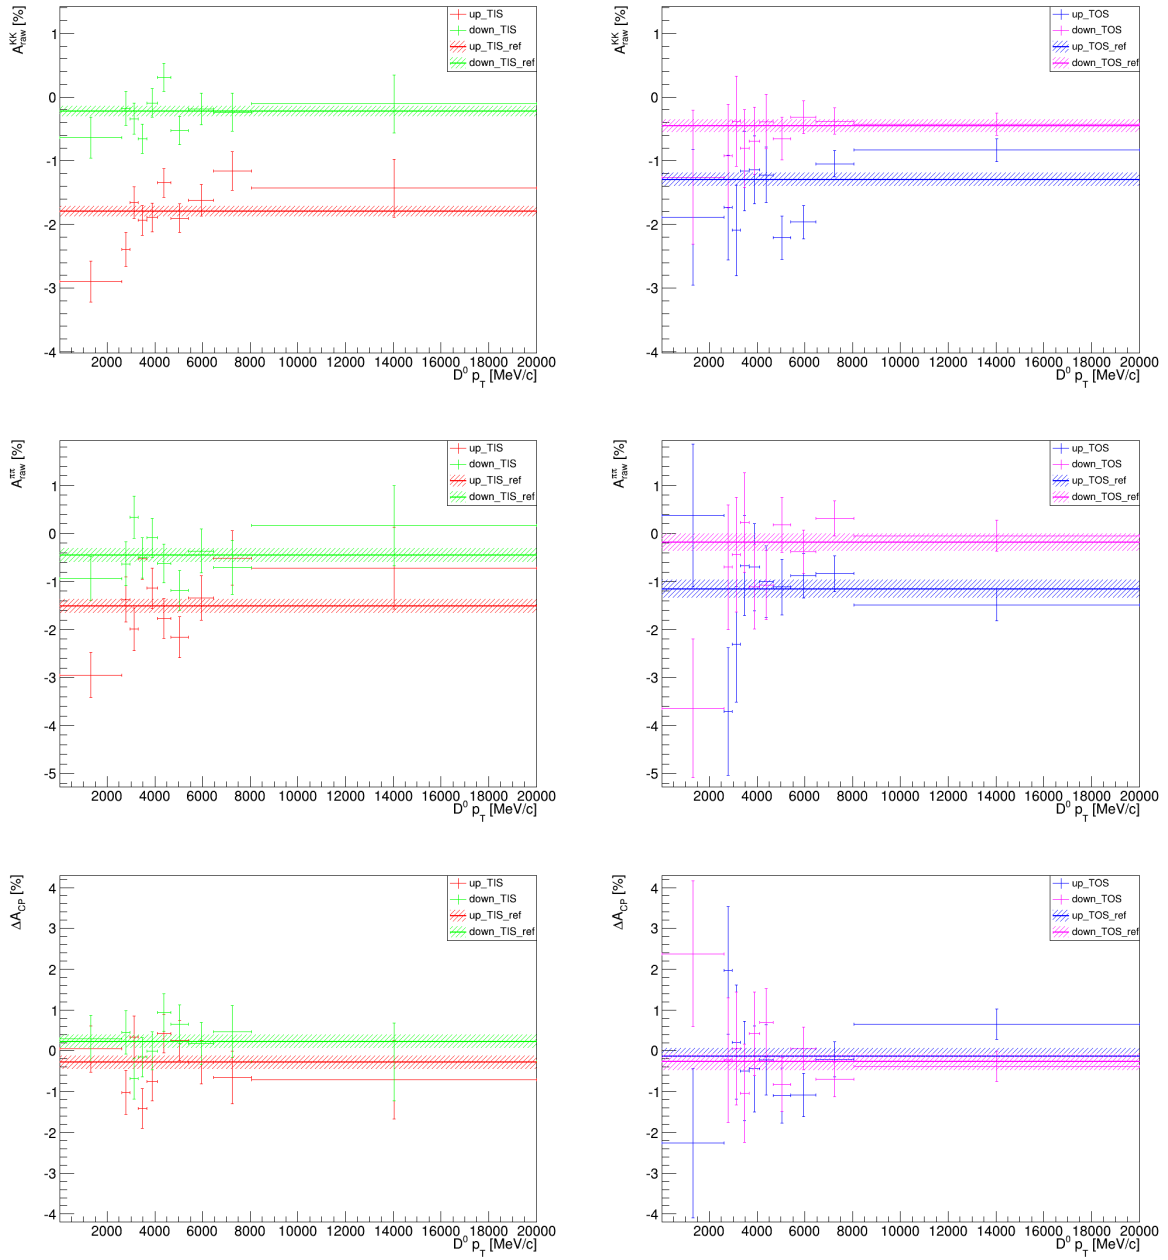 A_raw^KK [%]
1
0
-1
-2
-3
-4
2000 4000 6000 8000 10000 12000 14000 16000 18000 20000
D⁰ p_T [MeV/c]
up_TIS
down_TIS
up_TIS_ref
down_TIS_ref
A_raw^KK [%]
1
0
-1
-2
-3
-4
2000 4000 6000 8000 10000 12000 14000 16000 18000 20000
D⁰ p_T [MeV/c]
up_TOS
down_TOS
up_TOS_ref
down_TOS_ref
A_raw^ππ [%]
1
0
-1
-2
-3
-4
-5
2000 4000 6000 8000 10000 12000 14000 16000 18000 20000
D⁰ p_T [MeV/c]
up_TIS
down_TIS
up_TIS_ref
down_TIS_ref
A_raw^ππ [%]
1
0
-1
-2
-3
-4
-5
2000 4000 6000 8000 10000 12000 14000 16000 18000 20000
D⁰ p_T [MeV/c]
up_TOS
down_TOS
up_TOS_ref
down_TOS_ref
ΔA_CP [%]
4
3
2
1
0
-1
-2
-3
-4
2000 4000 6000 8000 10000 12000 14000 16000 18000 20000
D⁰ p_T [MeV/c]
up_TIS
down_TIS
up_TIS_ref
down_TIS_ref
ΔA_CP [%]
4
3
2
1
0
-1
-2
-3
-4
2000 4000 6000 8000 10000 12000 14000 16000 18000 20000
D⁰ p_T [MeV/c]
up_TOS
down_TOS
up_TOS_ref
down_TOS_ref